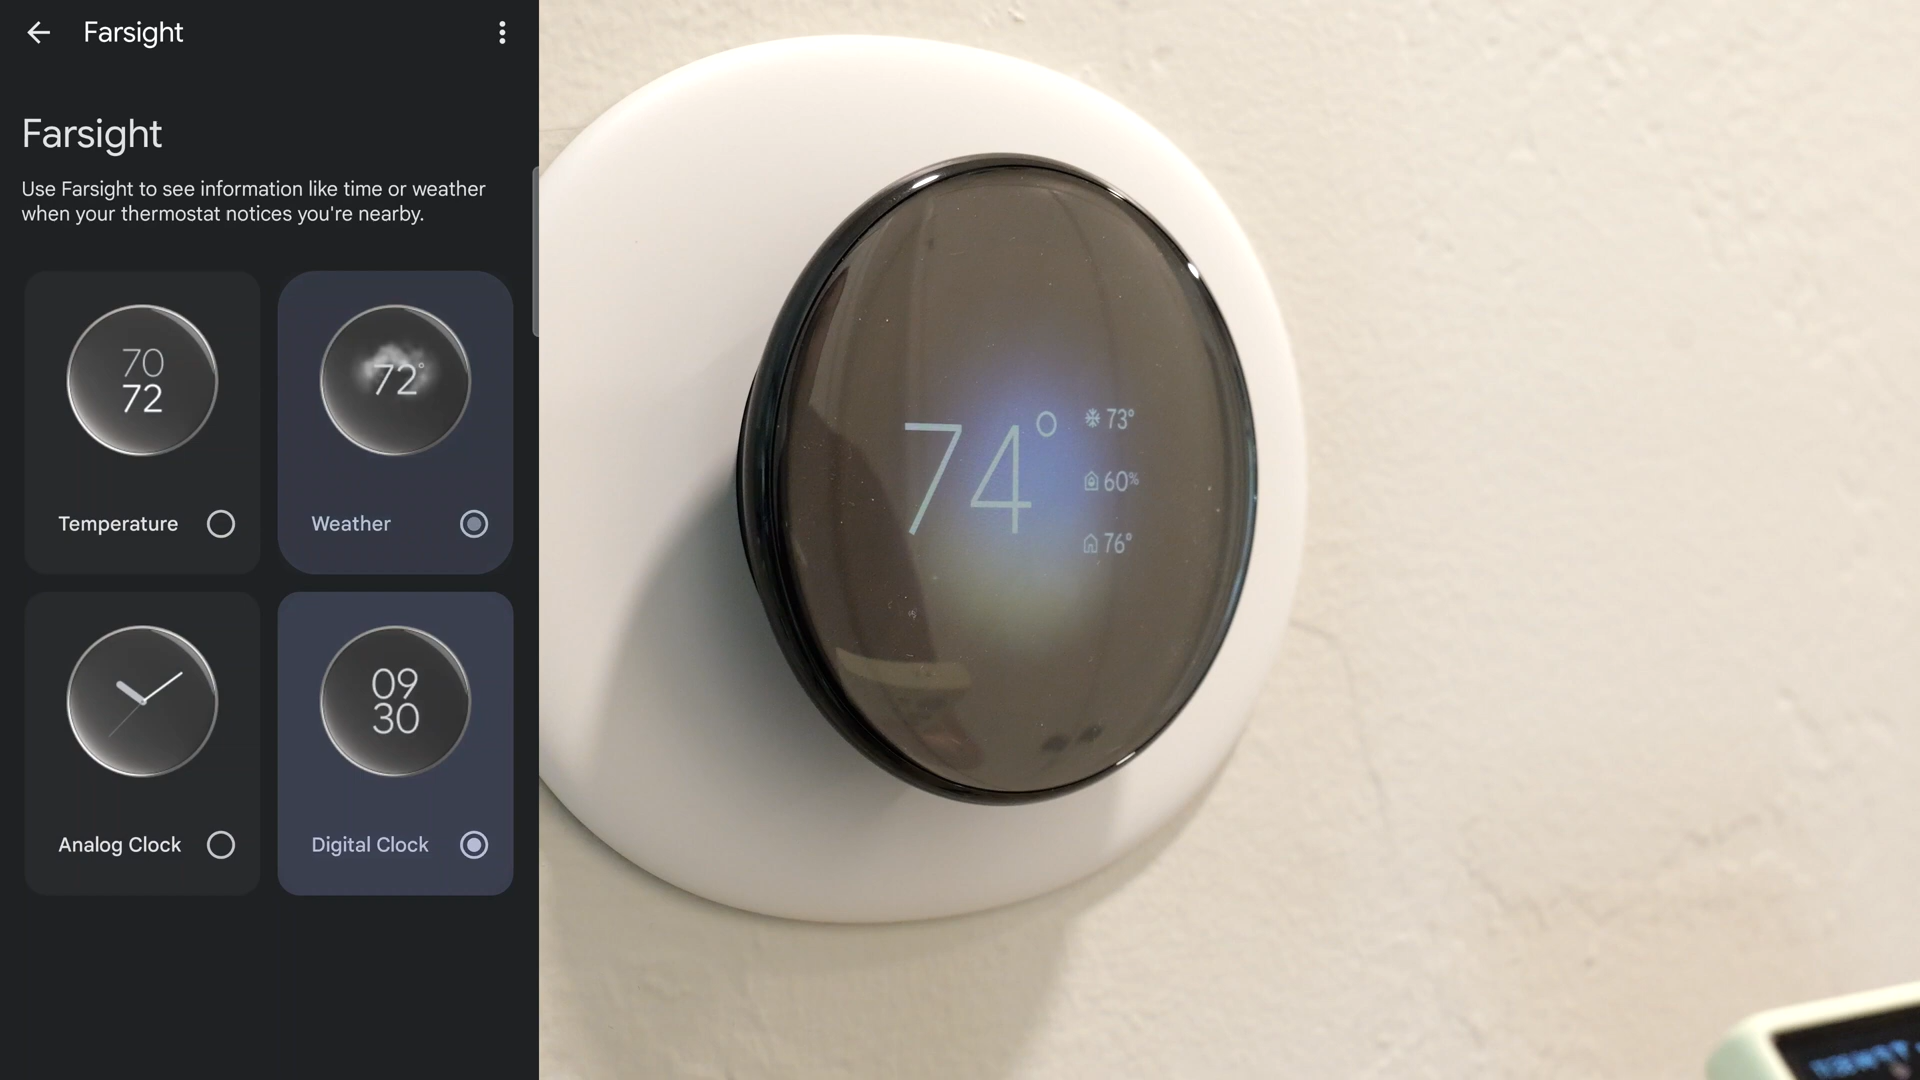 Farsight
Farsight
Use Farsight to see information like time or weather
when your thermostat notices you're nearby.
70
72
Temperature
72°
Weather
Analog Clock
09
30
Digital Clock
74°
73°
60%
76°